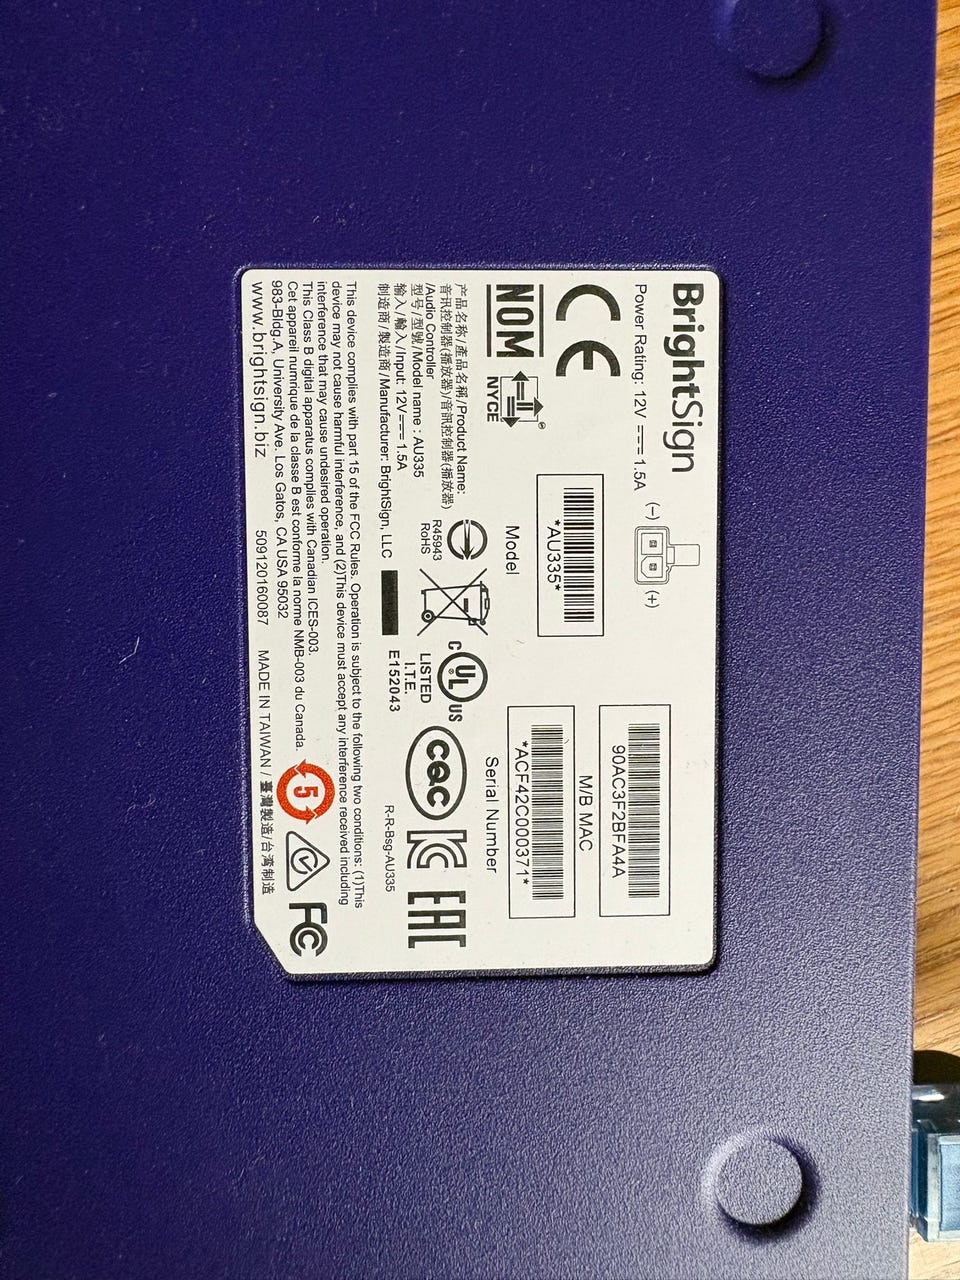 BrightSign
Power Rating: 12V ⎓ 1.5A
(-) (+)
90AC3F2BFA4A
M/B MAC
CE
*AU335*
Model
*ACF42C000371*
Serial Number
NOM
NYCE
®
产品名称/產品名稱/Product Name:
音讯控制器(播放器)/音訊控制器(播放器)
/Audio Controller
型号/型號/Model name : AU335
输入/輸入/Input: 12V ⎓ 1.5A
制造商/製造商/Manufacturer: BrightSign, LLC
R45943
RoHS
C UL US
®
LISTED
I.T.E.
E152043
CQC
EAC
R-R-Bsg-AU335
This device complies with part 15 of the FCC Rules. Operation is subject to the following two conditions: (1)This
device may not cause harmful interference, and (2)This device must accept any interference received including
interference that may cause undesired operation.
This Class B digital apparatus complies with Canadian ICES-003.
Cet appareil numrique de la classe B est conforme la norme NMB-003 du Canada.
983-Bldg.A, University Ave. Los Gatos, CA USA 95032
www.brightsign.biz
509120160087
MADE IN TAIWAN / 臺灣製造/台湾制造
5
FC